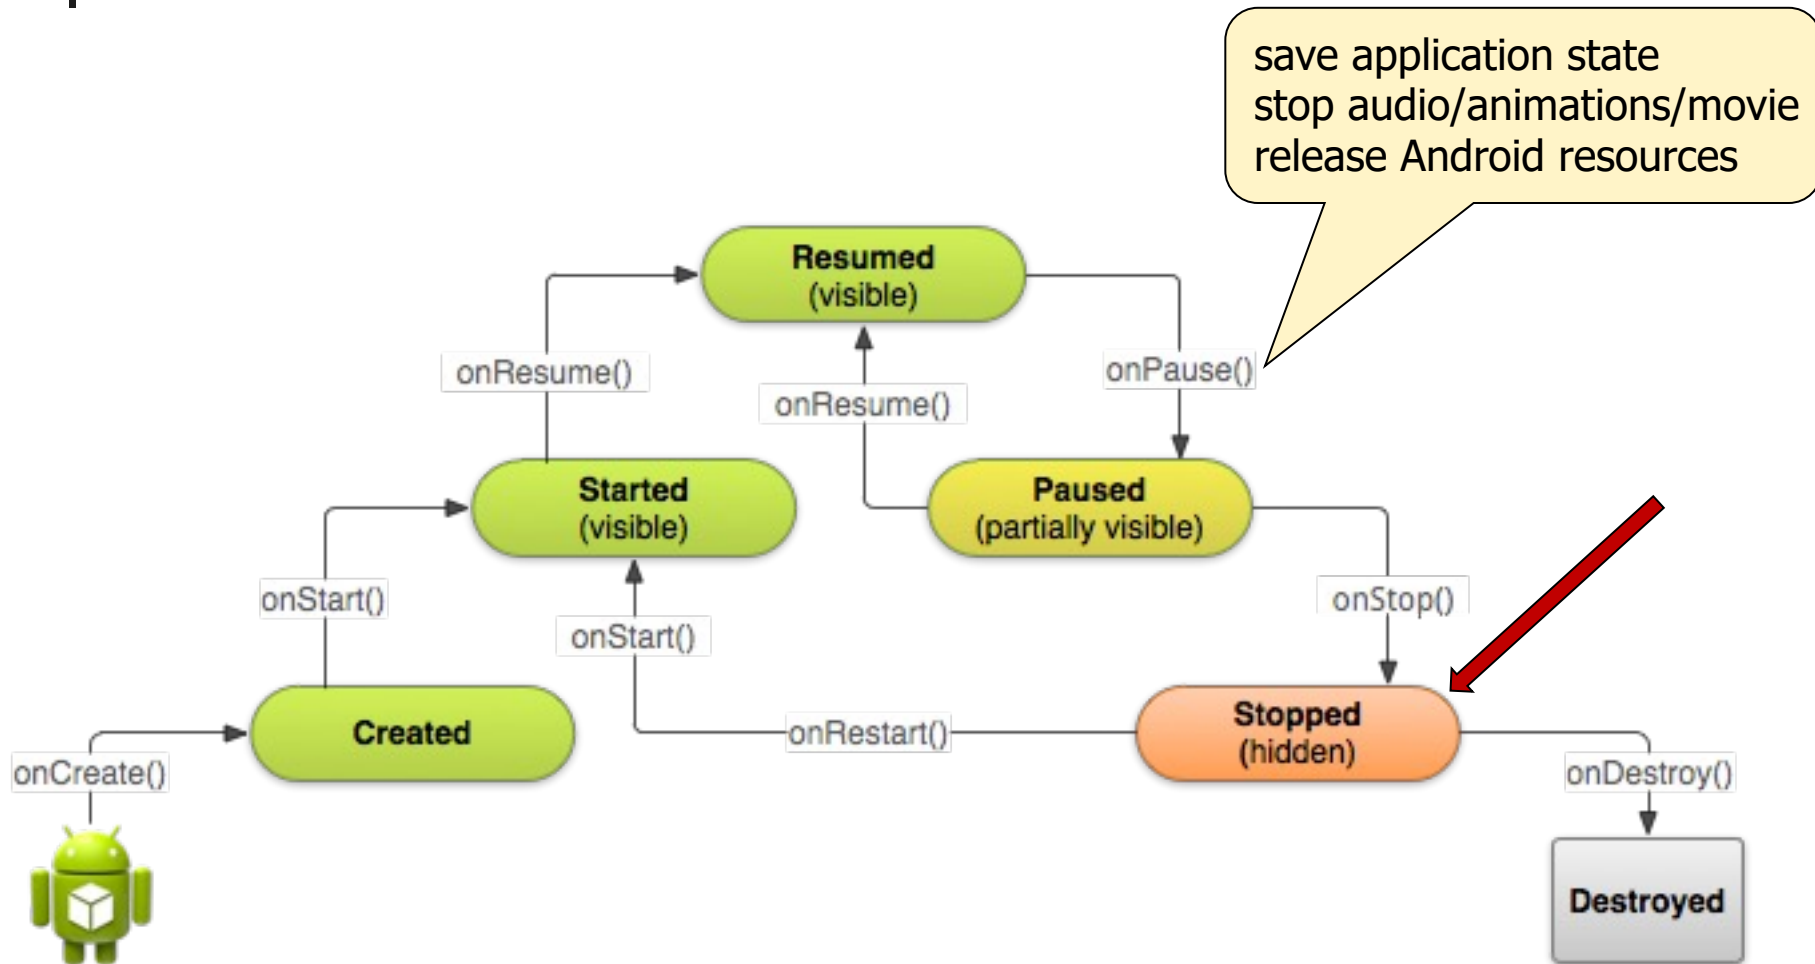 save application state
stop audio/animations/movie
release Android resources
Resumed
(visible)
onResume()
onPause()
onResume()
Started
(visible)
Paused
(partially visible)
onStart()
onStop()
onStart()
Created
Stopped
(hidden)
onRestart()
onCreate()
onDestroy()
Destroyed